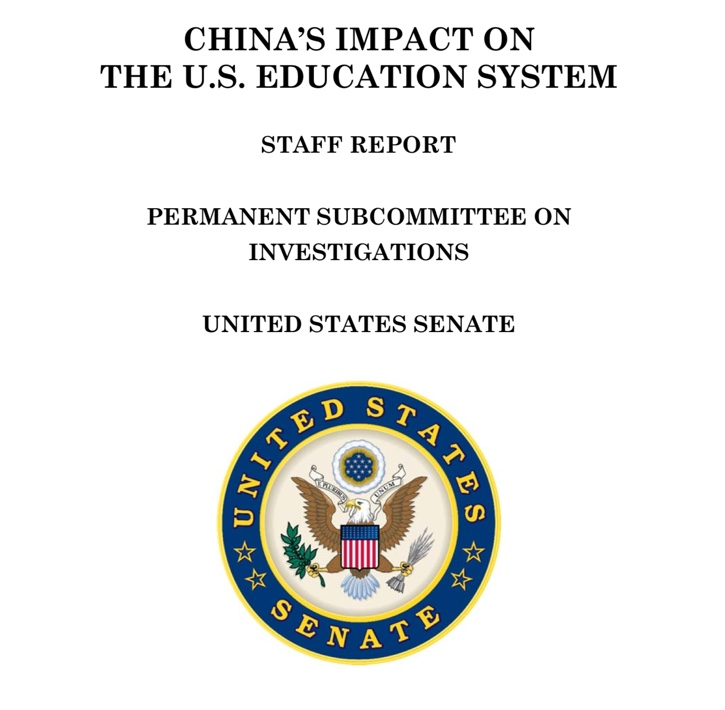 CHINA’S IMPACT ON
THE U.S. EDUCATION SYSTEM
STAFF REPORT
PERMANENT SUBCOMMITTEE ON
INVESTIGATIONS
UNITED STATES SENATE
UNITED STATES
E PLURIBUS UNUM
SENATE